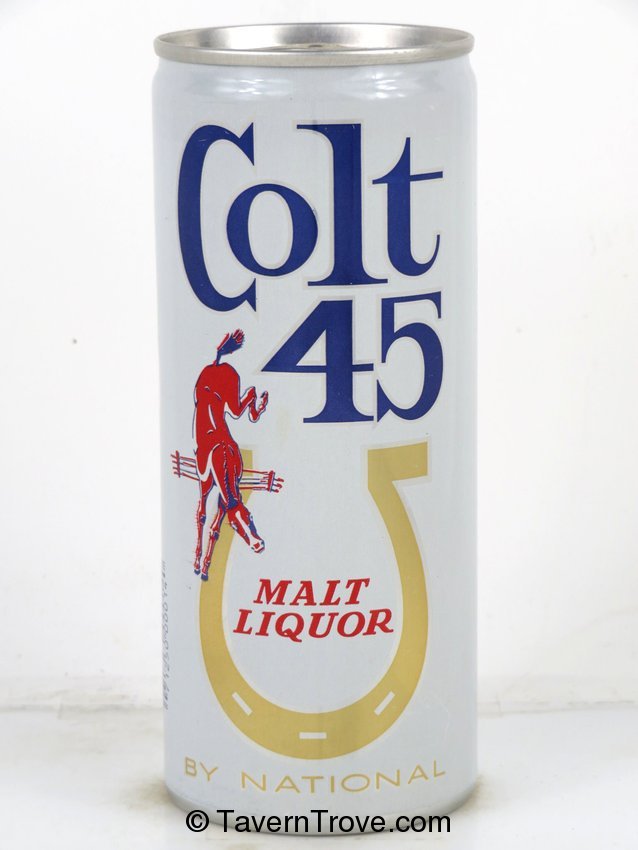 Colt
45
MALT
LIQUOR
BY NATIONAL
© TavernTrove.com